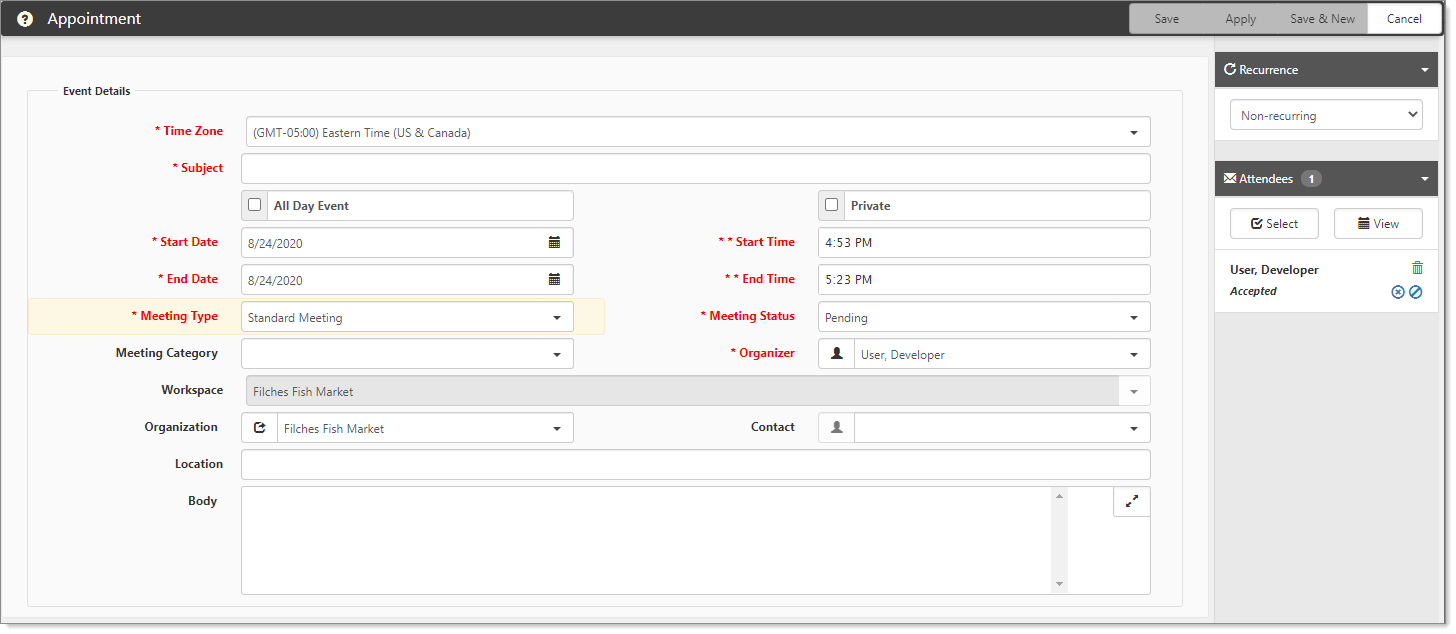 ? Appointment
Save Apply Save & New Cancel
Event Details
* Time Zone (GMT-05:00) Eastern Time (US & Canada)
* Subject
All Day Event Private
* Start Date 8/24/2020 * * Start Time 4:53 PM
* End Date 8/24/2020 * * End Time 5:23 PM
* Meeting Type Standard Meeting * Meeting Status Pending
Meeting Category * Organizer User, Developer
Workspace Filches Fish Market
Organization Filches Fish Market Contact
Location
Body
Recurrence
Non-recurring
Attendees 1
Select View
User, Developer
Accepted